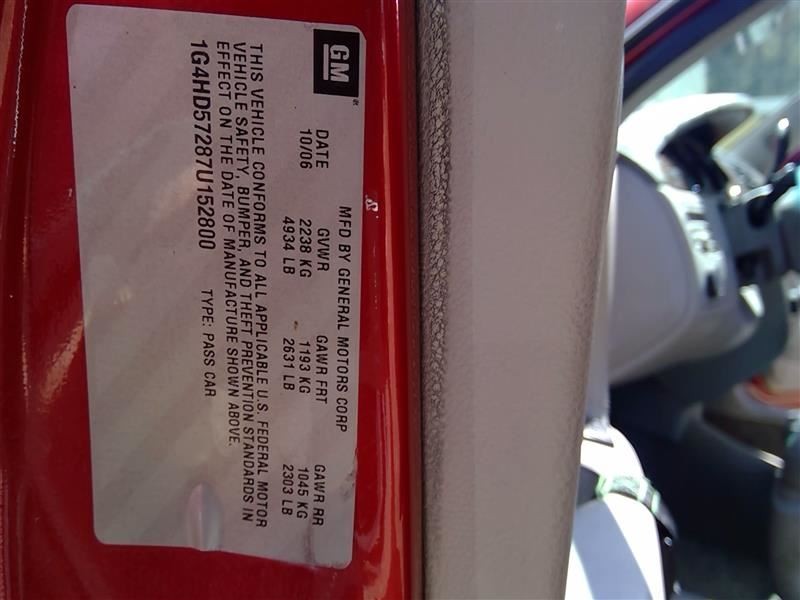 GM
MFD BY GENERAL MOTORS CORP
DATE GVWR GAWR FRT GAWR RR
10/06 2238 KG 1193 KG 1045 KG
4934 LB 2631 LB 2303 LB
THIS VEHICLE CONFORMS TO ALL APPLICABLE U.S. FEDERAL MOTOR
VEHICLE SAFETY, BUMPER, AND THEFT PREVENTION STANDARDS IN
EFFECT ON THE DATE OF MANUFACTURE SHOWN ABOVE.
1G4HD57287U152800 TYPE: PASS CAR